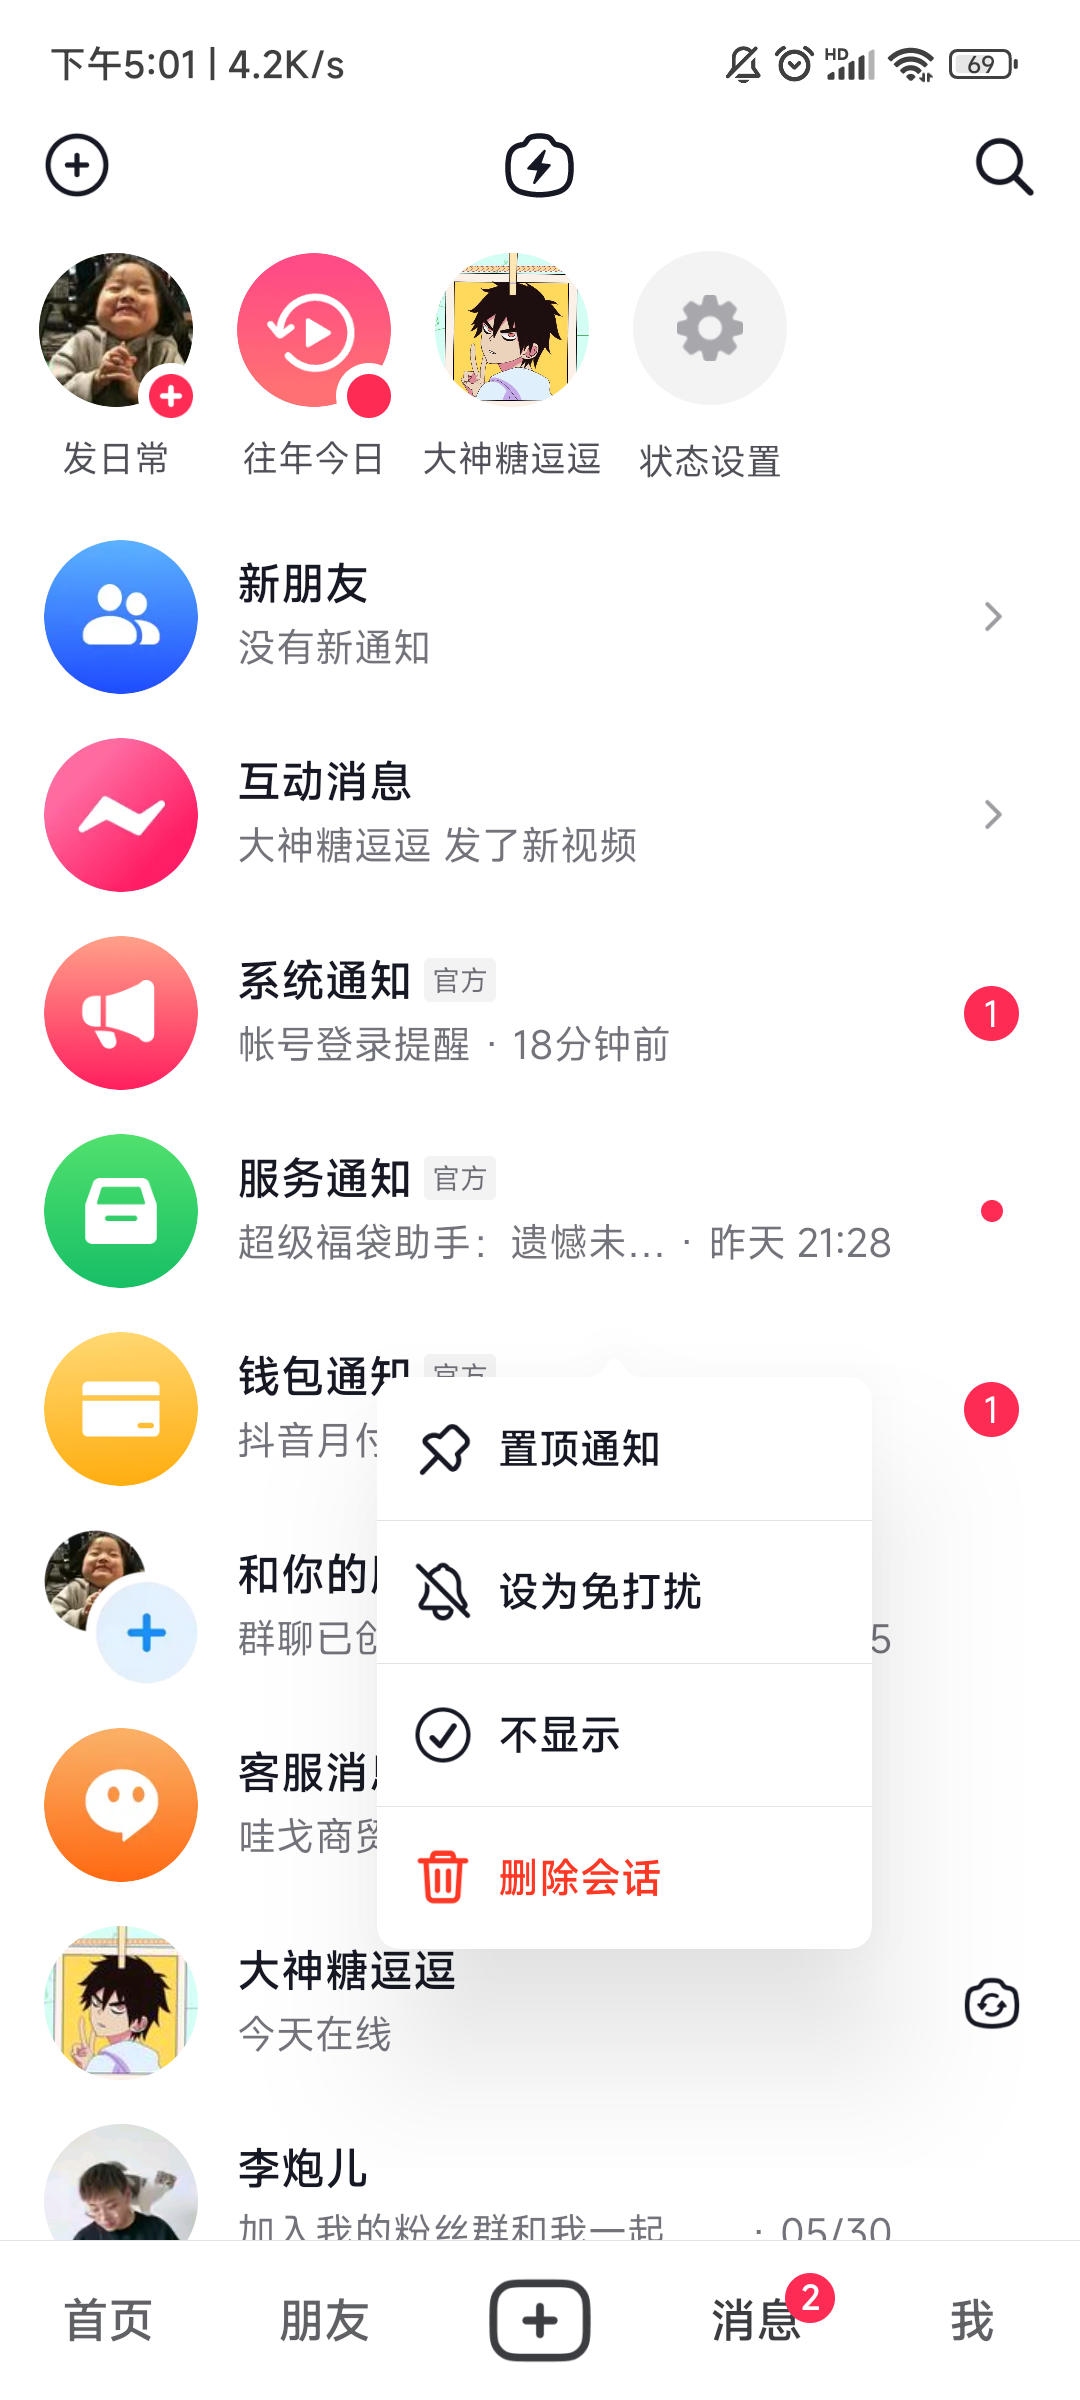 下午5:01 | 4.2K/s
HD
69
发日常
往年今日
大神糖逗逗
状态设置
新朋友
没有新通知
互动消息
大神糖逗逗 发了新视频
系统通知 官方
帐号登录提醒 · 18分钟前
1
服务通知 官方
超级福袋助手：遗憾未... · 昨天 21:28
钱包通知 官方
抖音月付
1
置顶通知
和你的
群聊已创
5
设为免打扰
不显示
客服消息
哇戈商贸
删除会话
大神糖逗逗
今天在线
李炮儿
加入我的粉丝群和我一起 · 05/30
首页
朋友
消息
2
我